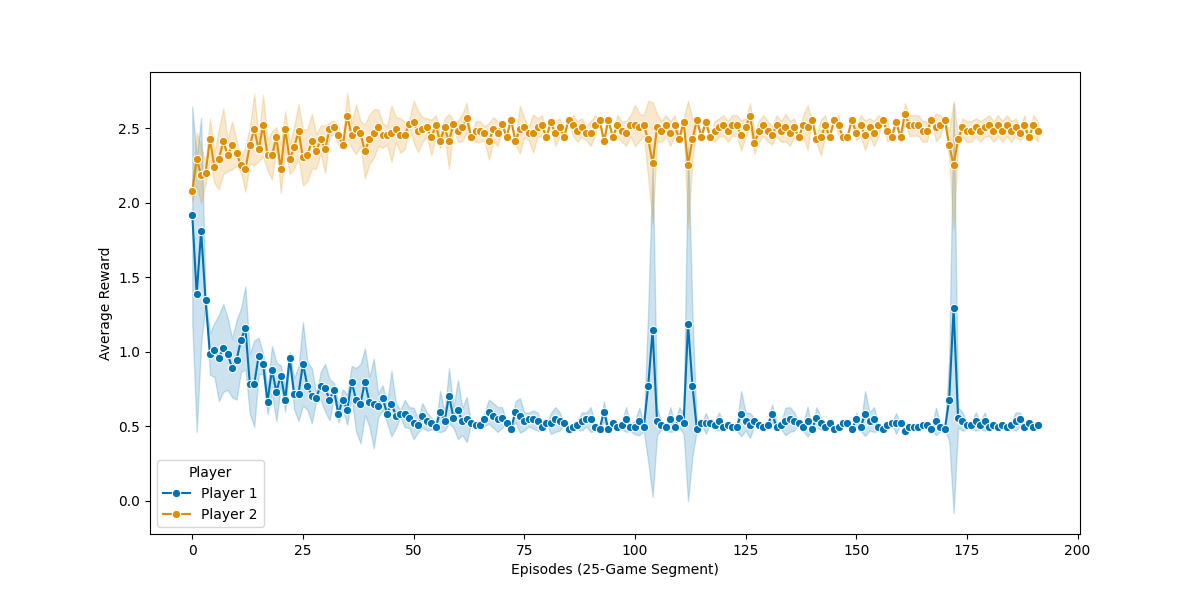 2.5
2.0
1.5
1.0
0.5
0.0
Average Reward
Player
Player 1
Player 2
0 25 50 75 100 125 150 175 200
Episodes (25-Game Segment)